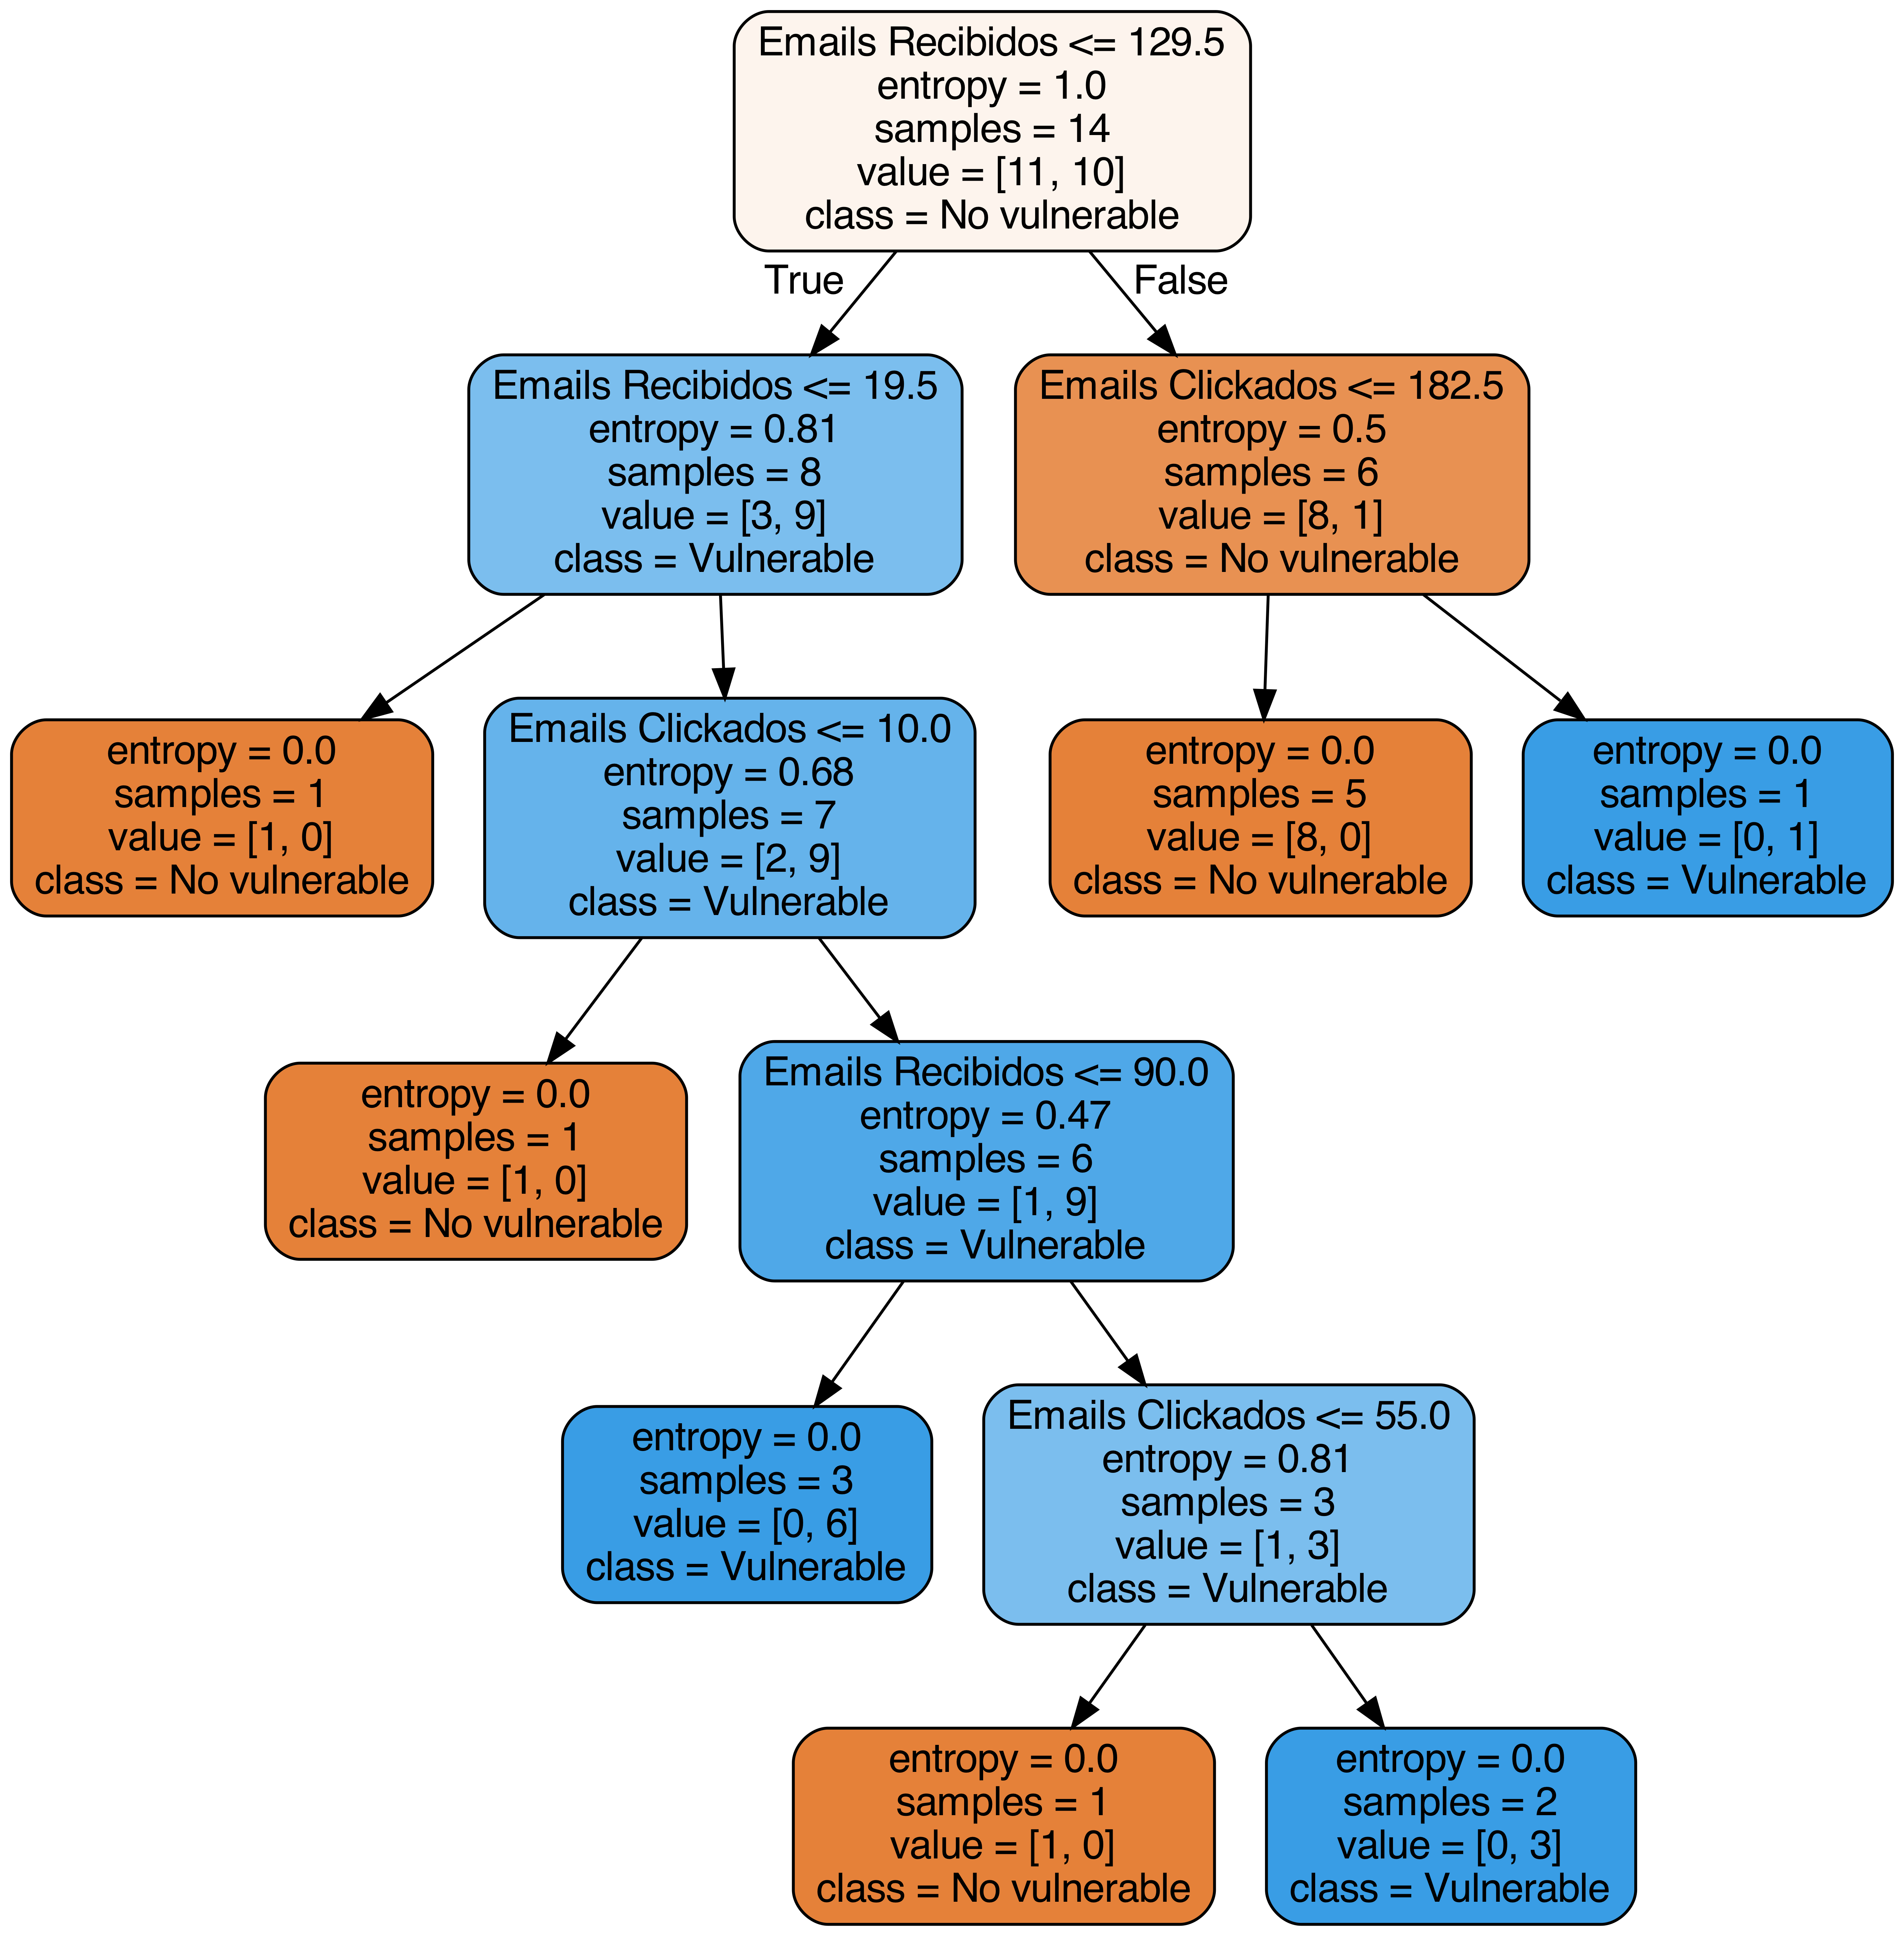 Emails Recibidos <= 129.5
entropy = 1.0
samples = 14
value = [11, 10]
class = No vulnerable
True
False
Emails Recibidos <= 19.5
entropy = 0.81
samples = 8
value = [3, 9]
class = Vulnerable
Emails Clickados <= 182.5
entropy = 0.5
samples = 6
value = [8, 1]
class = No vulnerable
entropy = 0.0
samples = 1
value = [1, 0]
class = No vulnerable
Emails Clickados <= 10.0
entropy = 0.68
samples = 7
value = [2, 9]
class = Vulnerable
entropy = 0.0
samples = 5
value = [8, 0]
class = No vulnerable
entropy = 0.0
samples = 1
value = [0, 1]
class = Vulnerable
entropy = 0.0
samples = 1
value = [1, 0]
class = No vulnerable
Emails Recibidos <= 90.0
entropy = 0.47
samples = 6
value = [1, 9]
class = Vulnerable
entropy = 0.0
samples = 3
value = [0, 6]
class = Vulnerable
Emails Clickados <= 55.0
entropy = 0.81
samples = 3
value = [1, 3]
class = Vulnerable
entropy = 0.0
samples = 1
value = [1, 0]
class = No vulnerable
entropy = 0.0
samples = 2
value = [0, 3]
class = Vulnerable